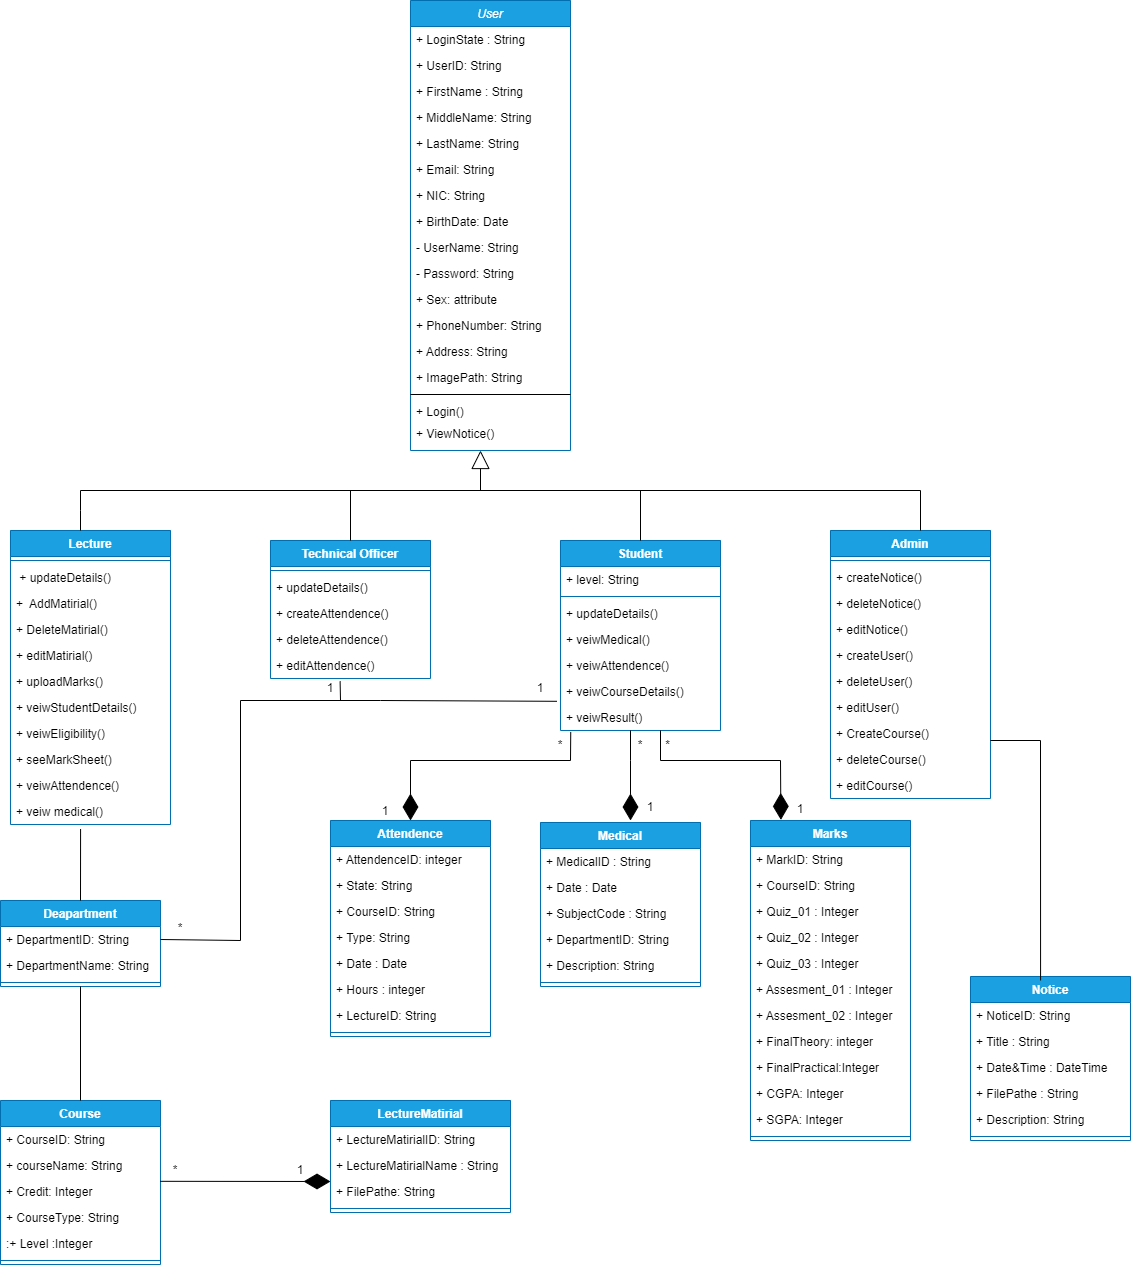 User
+ LoginState : String
+ UserID: String
+ FirstName : String
+ MiddleName: String
+ LastName: String
+ Email: String
+ NIC: String
+ BirthDate: Date
- UserName: String
- Password: String
+ Sex: attribute
+ PhoneNumber: String
+ Address: String
+ ImagePath: String
+ Login()
+ ViewNotice()
Lecture
+ updateDetails()
+ AddMatirial()
+ DeleteMatirial()
+ editMatirial()
+ uploadMarks()
+ veiwStudentDetails()
+ veiwEligibility()
+ seeMarkSheet()
+ veiwAttendence()
+ veiw medical()
Technical Officer
+ updateDetails()
+ createAttendence()
+ deleteAttendence()
+ editAttendence()
Student
+ level: String
+ updateDetails()
+ veiwMedical()
+ veiwAttendence()
+ veiwCourseDetails()
+ veiwResult()
Admin
+ createNotice()
+ deleteNotice()
+ editNotice()
+ createUser()
+ deleteUser()
+ editUser()
+ CreateCourse()
+ deleteCourse()
+ editCourse()
1
1
*
*
*
1
1
1
Attendence
+ AttendenceID: integer
+ State: String
+ CourseID: String
+ Type: String
+ Date : Date
+ Hours : integer
+ LectureID: String
Medical
+ MedicalID : String
+ Date : Date
+ SubjectCode : String
+ DepartmentID: String
+ Description: String
Marks
+ MarkID: String
+ CourseID: String
+ Quiz_01 : Integer
+ Quiz_02 : Integer
+ Quiz_03 : Integer
+ Assesment_01 : Integer
+ Assesment_02 : Integer
+ FinalTheory: integer
+ FinalPractical:Integer
+ CGPA: Integer
+ SGPA: Integer
Deapartment
+ DepartmentID: String
+ DepartmentName: String
*
Notice
+ NoticeID: String
+ Title : String
+ Date&Time : DateTime
+ FilePathe : String
+ Description: String
Course
+ CourseID: String
+ courseName: String
+ Credit: Integer
+ CourseType: String
:+ Level :Integer
*
1
LectureMatirial
+ LectureMatirialID: String
+ LectureMatirialName : String
+ FilePathe: String